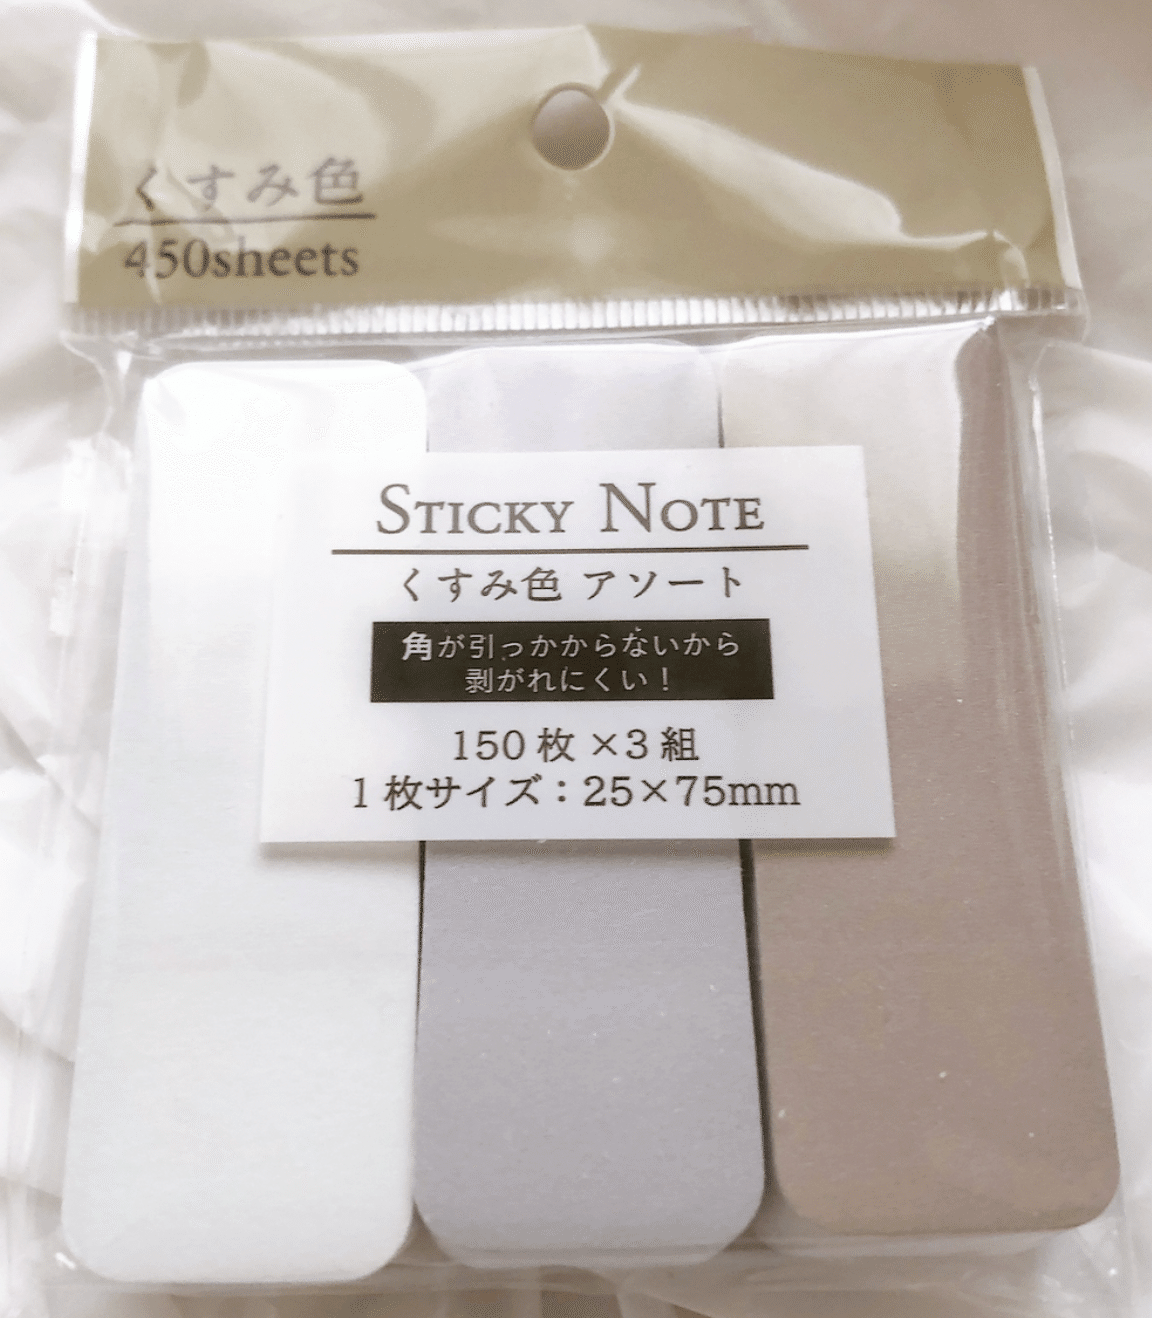 くすみ色
450sheets
STICKY NOTE
くすみ色 アソート
角が引っかからないから
剥がれにくい!
150枚×3組
1枚サイズ:25×75mm